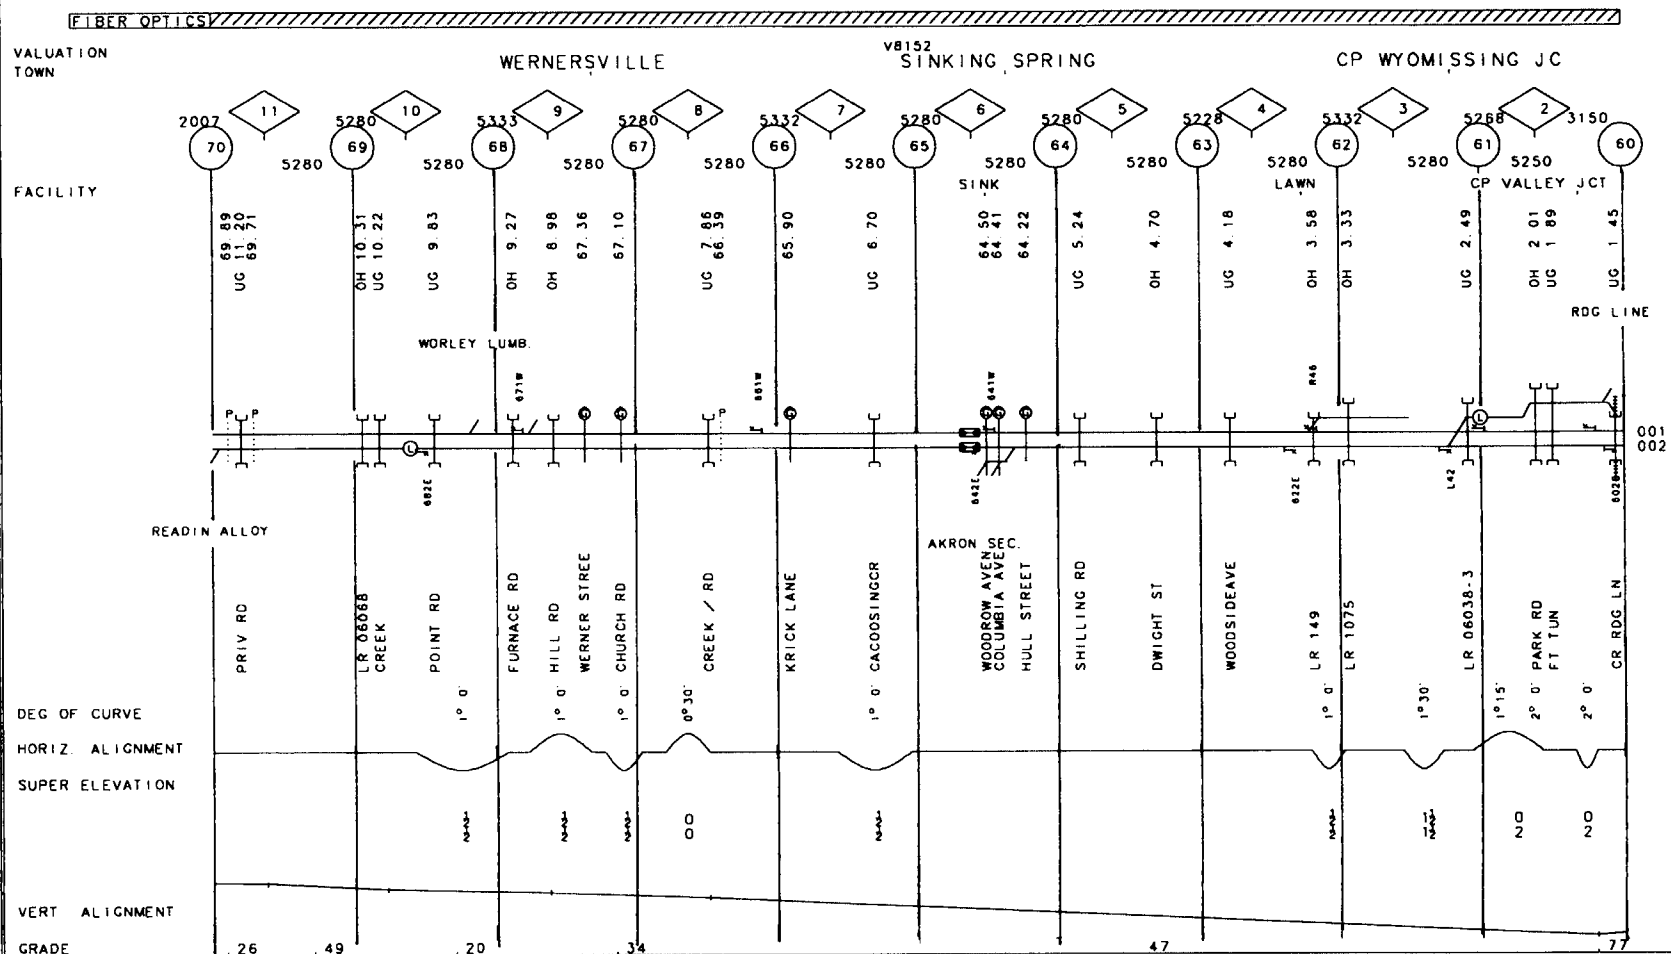 FIBER OPTICS
VALUATION
V8152
TOWN
WERNERSVILLE
SINKING SPRING
CP WYOMISSING JC
11
10
9
8
7
6
5
4
3
2
2007
5280
5333
5280
5332
5280
5280
5228
5332
5268
3150
70
69
68
67
66
65
64
63
62
61
60
5280
5280
5280
5280
5280
5280
5280
5280
5280
5250
FACILITY
SINK
LAWN
CP VALLEY JCT
69.89
UG 11.20
69.71
OH 10.31
UG 10.22
UG 9.83
OH 9.27
OH 8.98
67.36
67.10
UG 7.86
66.39
65.90
UG 6.70
64.50
64.41
64.22
UG 5.24
OH 4.70
UG 4.18
OH 3.58
OH 3.33
UG 2.49
OH 2 01
UG 1 89
UG 1 45
RDG LINE
WORLEY LUMB.
671W
661W
641W
R46
P
P
P
L
L
001
002
682E
642E
622E
L42
READIN ALLOY
AKRON SEC.
PRIV RD
LR 06068
CREEK
POINT RD
FURNACE RD
HILL RD
WERNER STREE
CHURCH RD
CREEK / RD
KRICK LANE
CACOOSINGCR
WOODROW AVEN
COLUMBIA AVE
HULL STREET
SHILLING RD
DWIGHT ST
WOODSIDEAVE
LR 149
LR 1075
LR 06038-3
PARK RD
FT TUN
CR RDG LN
DEG OF CURVE
1° 0'
1° 0'
1° 0'
0°30'
1° 0'
1° 0'
1°30'
1°15'
2° 0'
2° 0'
HORIZ. ALIGNMENT
SUPER ELEVATION
0
0
0
2
0
2
VERT ALIGNMENT
GRADE
.26
.49
.20
.34
.47
.77